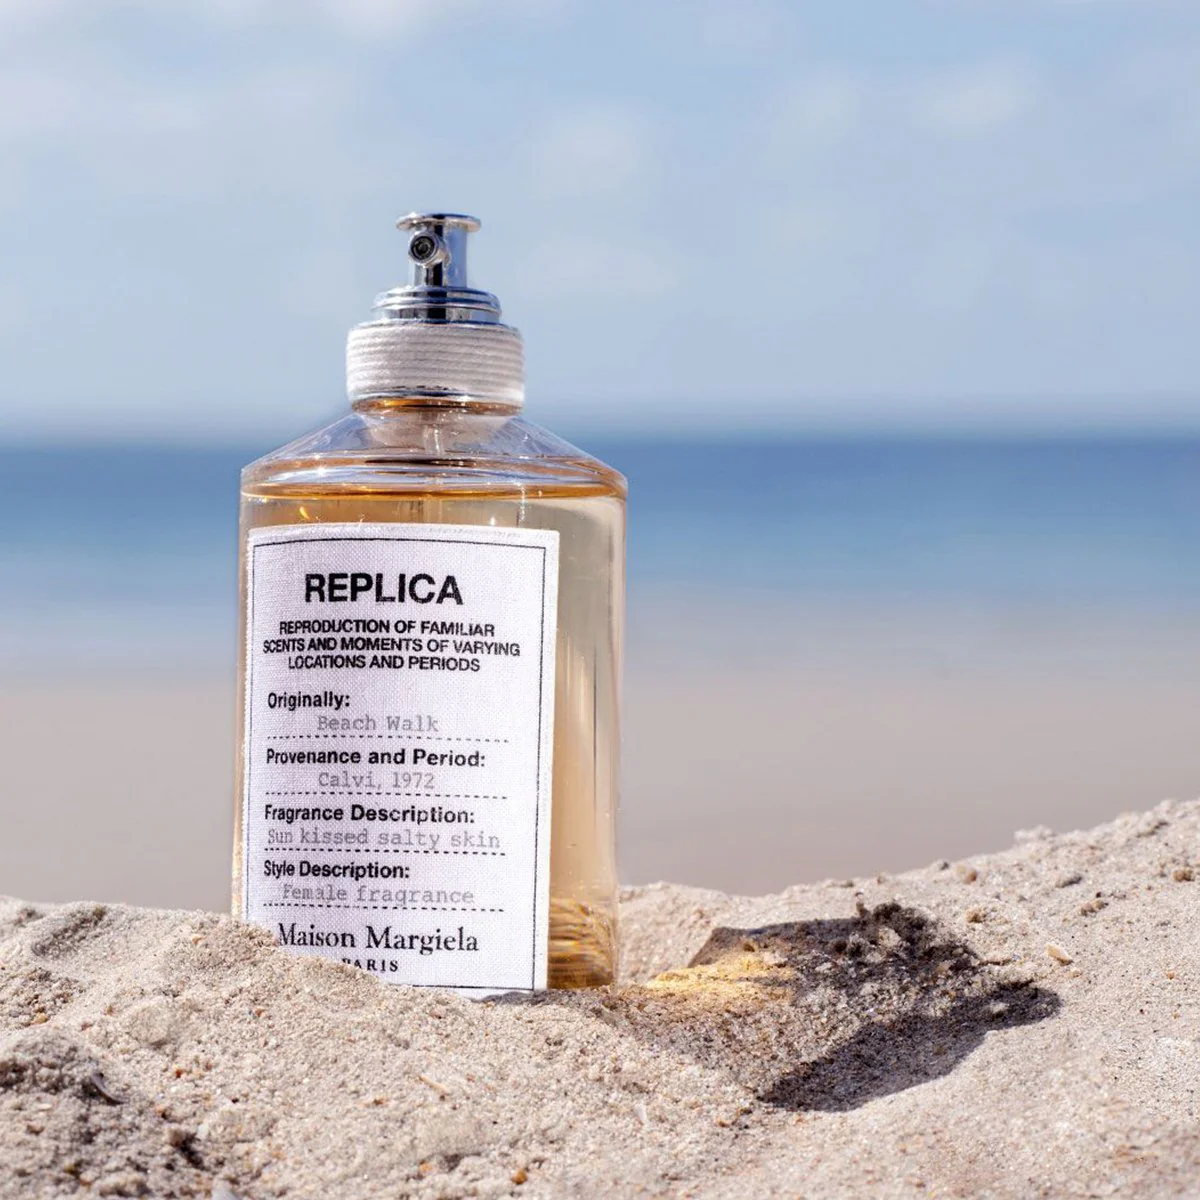 REPLICA
REPRODUCTION OF FAMILIAR
SCENTS AND MOMENTS OF VARYING
LOCATIONS AND PERIODS
Originally:
Beach Walk
Provenance and Period:
Calvi, 1972
Fragrance Description:
Sun kissed salty skin
Style Description:
Female fragrance
Maison Margiela
PARIS